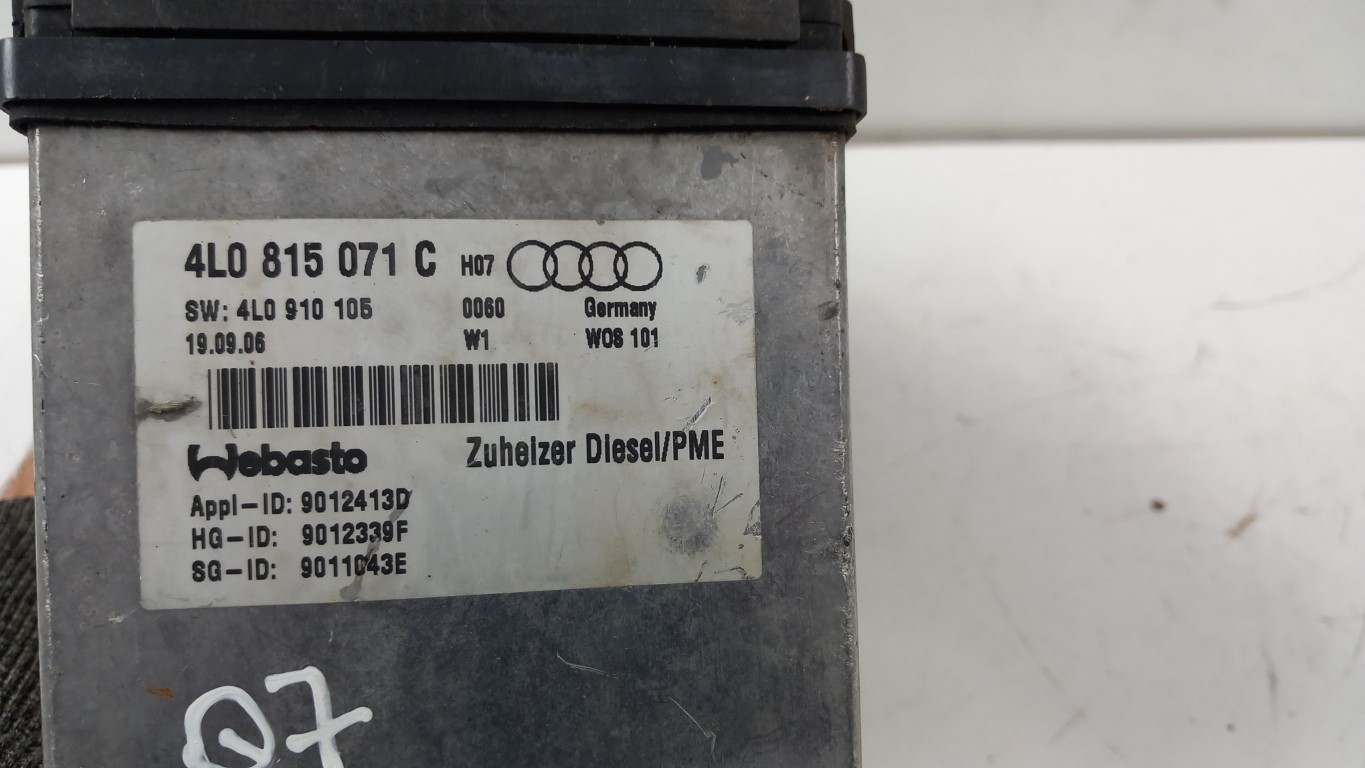 4L0 815 071 C H07
SW: 4L0 910 105 0060 Germany
19.09.06 W1 WOS 101
Webasto Zuheizer Diesel/PME
Appl-ID: 9012413D
HG-ID: 9012339F
SG-ID: 9011043E
Q7